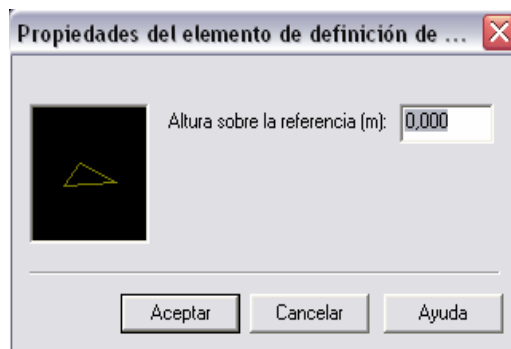 Propiedades del elemento de definición de ...
Altura sobre la referencia (m): 0,000
Aceptar Cancelar Ayuda